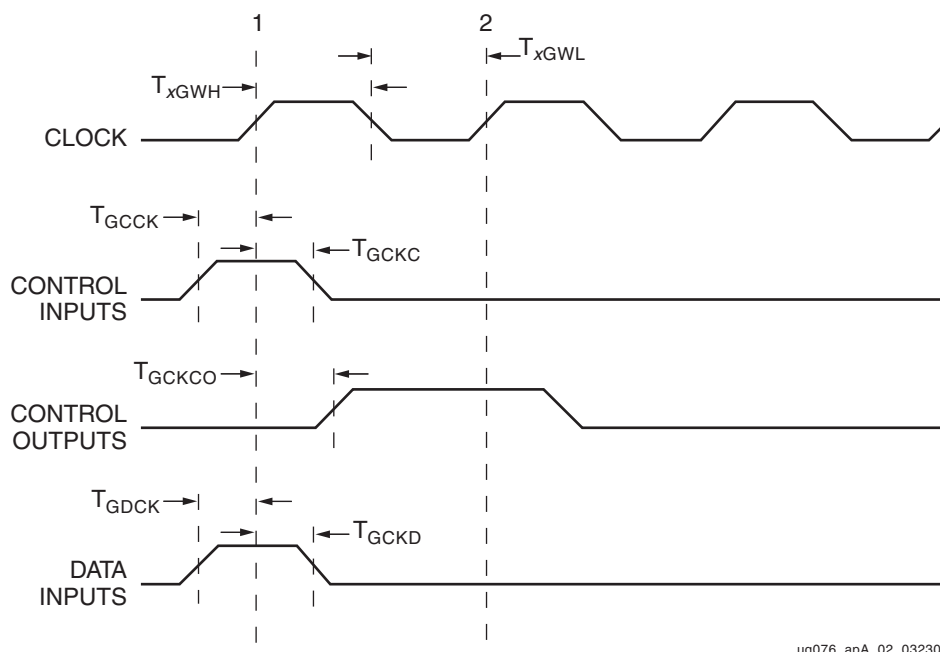 1
2
TxGWL
TxGWH
CLOCK
TGCCK
TGCKC
CONTROL
INPUTS
TGCKCO
CONTROL
OUTPUTS
TGDCK
TGCKD
DATA
INPUTS
ug076_apA_02_03230